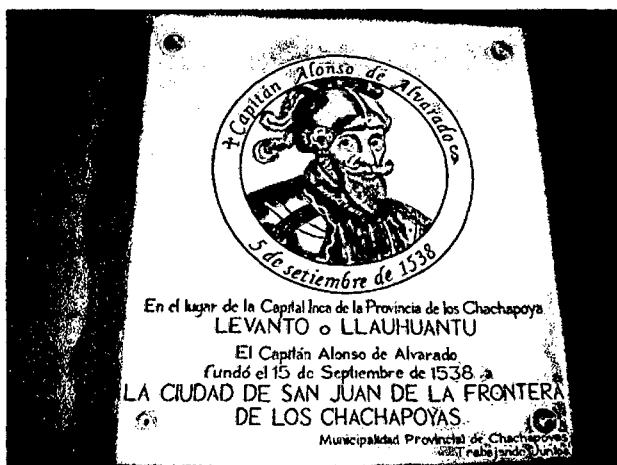 ✝Capitán Alonso de Alvarado
5 de setiembre de 1538
En el lugar de la Capital Inca de la Provincia de los Chachapoya
LEVANTO o LLAUHUANTU
El Capitán Alonso de Alvarado
fundó el 15 de Septiembre de 1538 a
LA CIUDAD DE SAN JUAN DE LA FRONTERA
DE LOS CHACHAPOYAS
Municipalidad Provincial de Chachapoyas
Trabajando Juntos